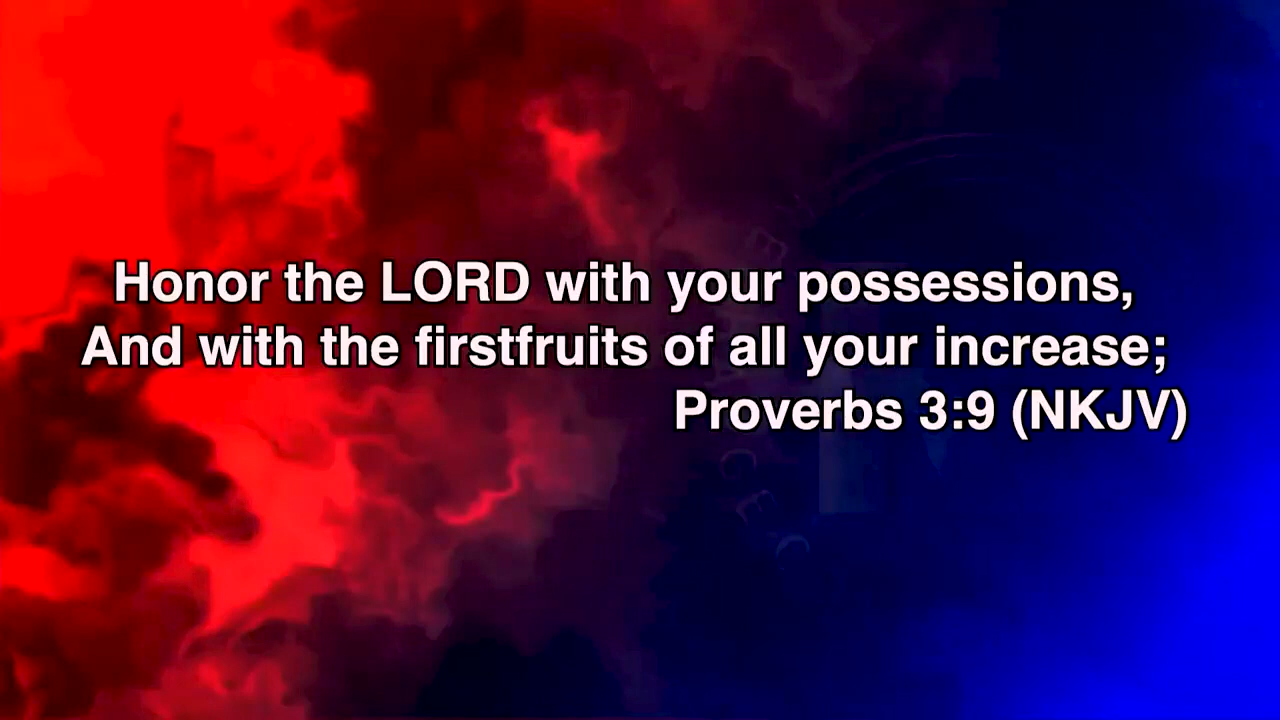 Honor the LORD with your possessions,
And with the firstfruits of all your increase;
Proverbs 3:9 (NKJV)